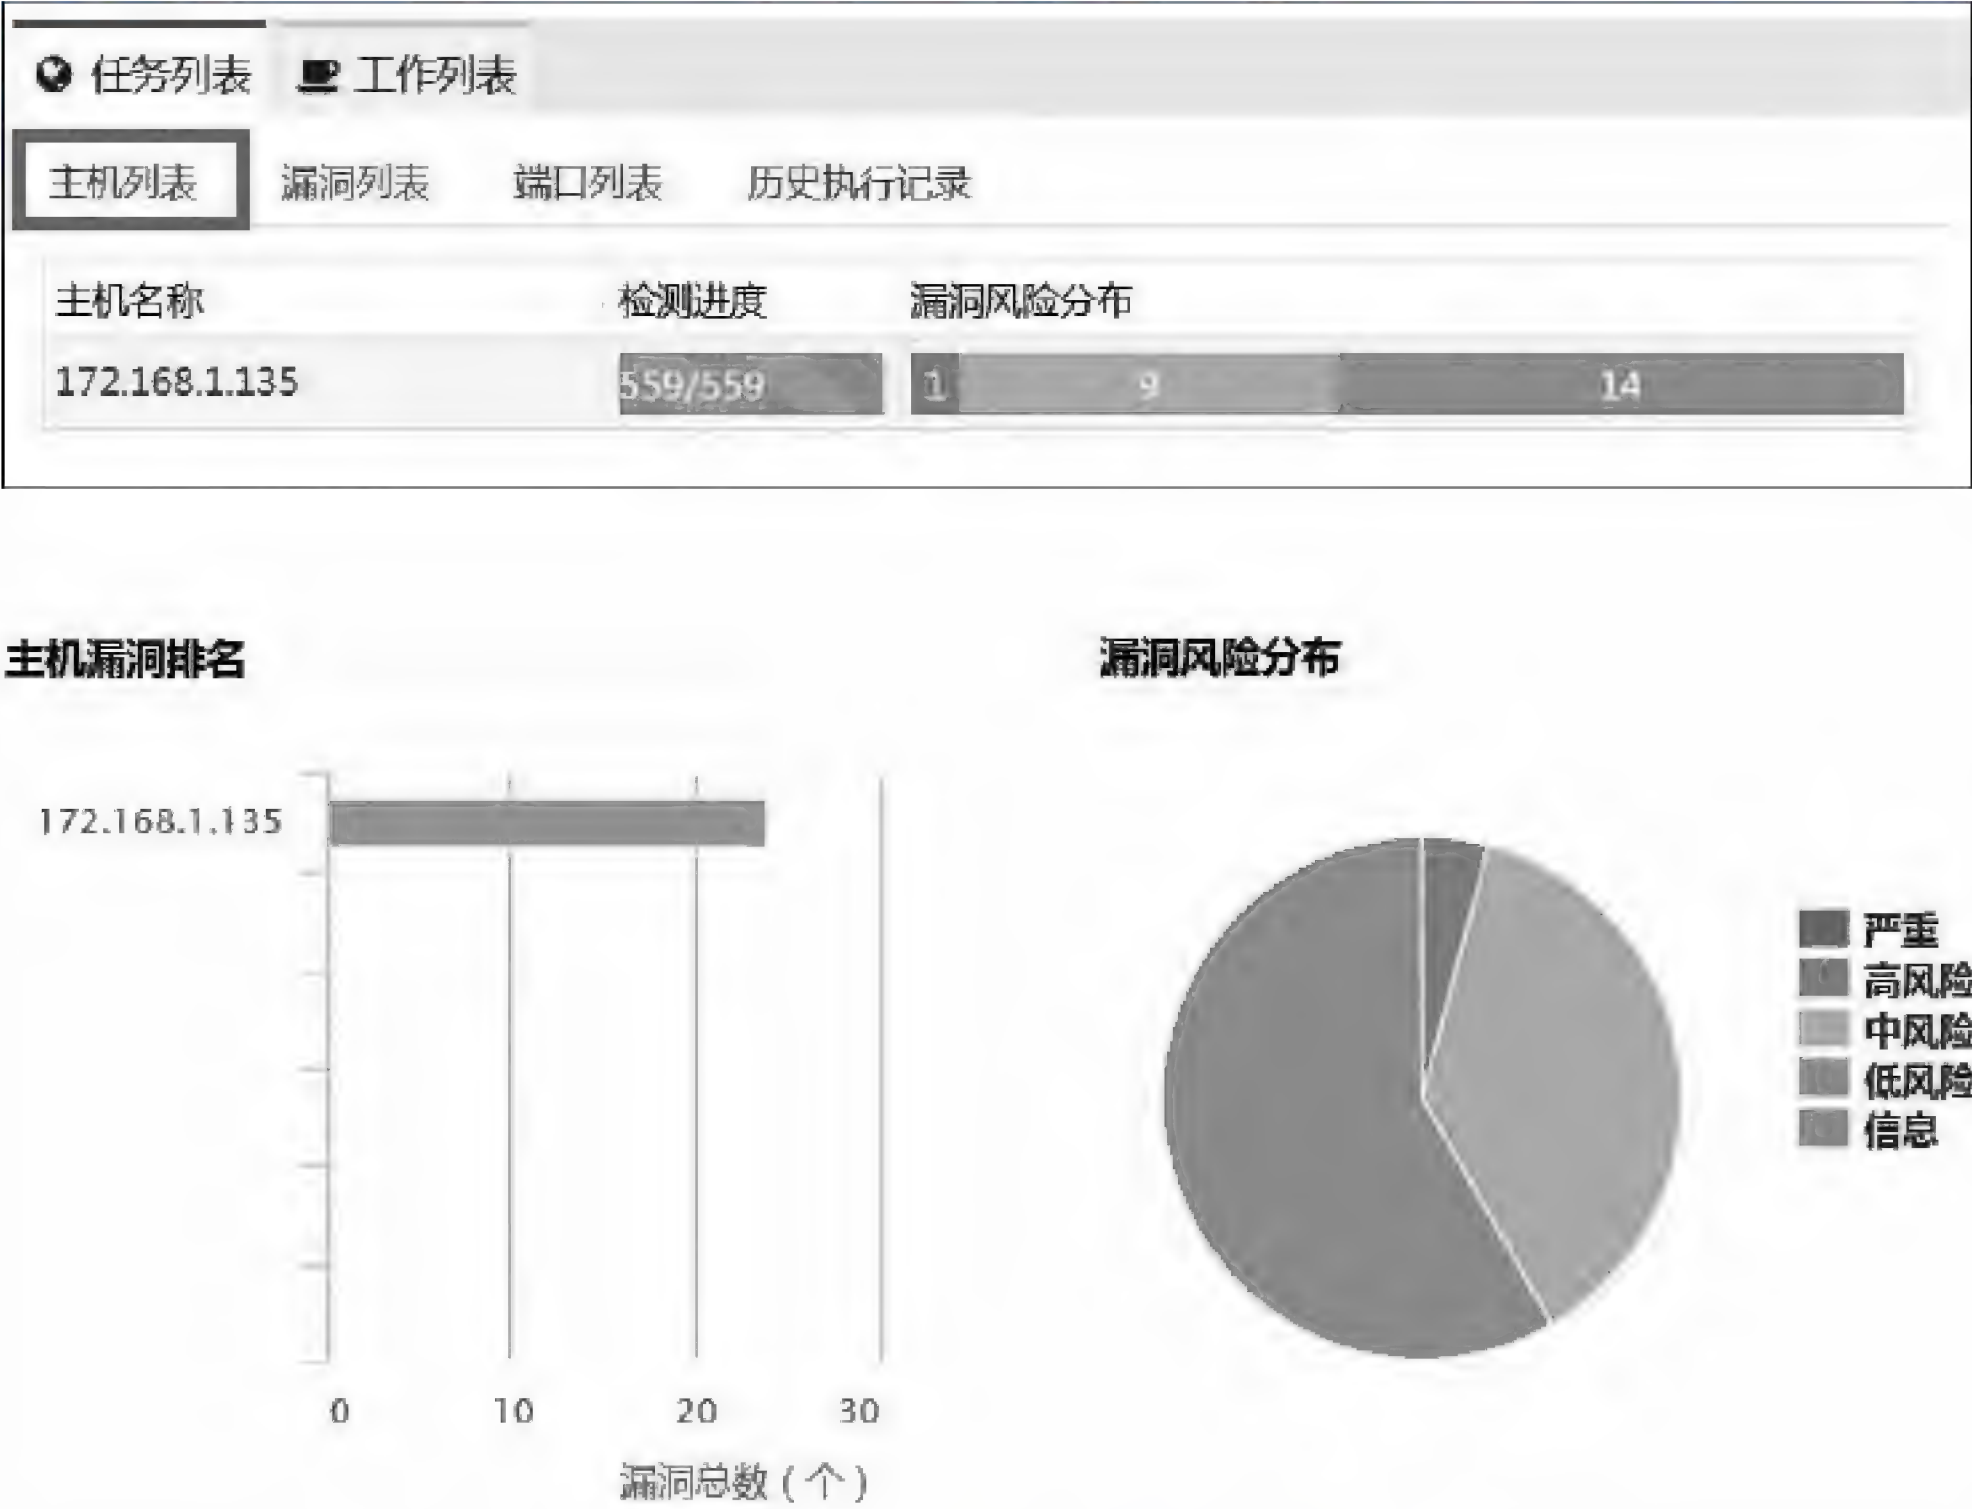 任务列表 工作列表
主机列表 漏洞列表 端口列表 历史执行记录
主机名称 检测进度 漏洞风险分布
172.168.1.135 559/559 1 9 14
主机漏洞排名 漏洞风险分布
172.168.1.135
严重
高风险
中风险
低风险
信息
0 10 20 30
漏洞总数(个)